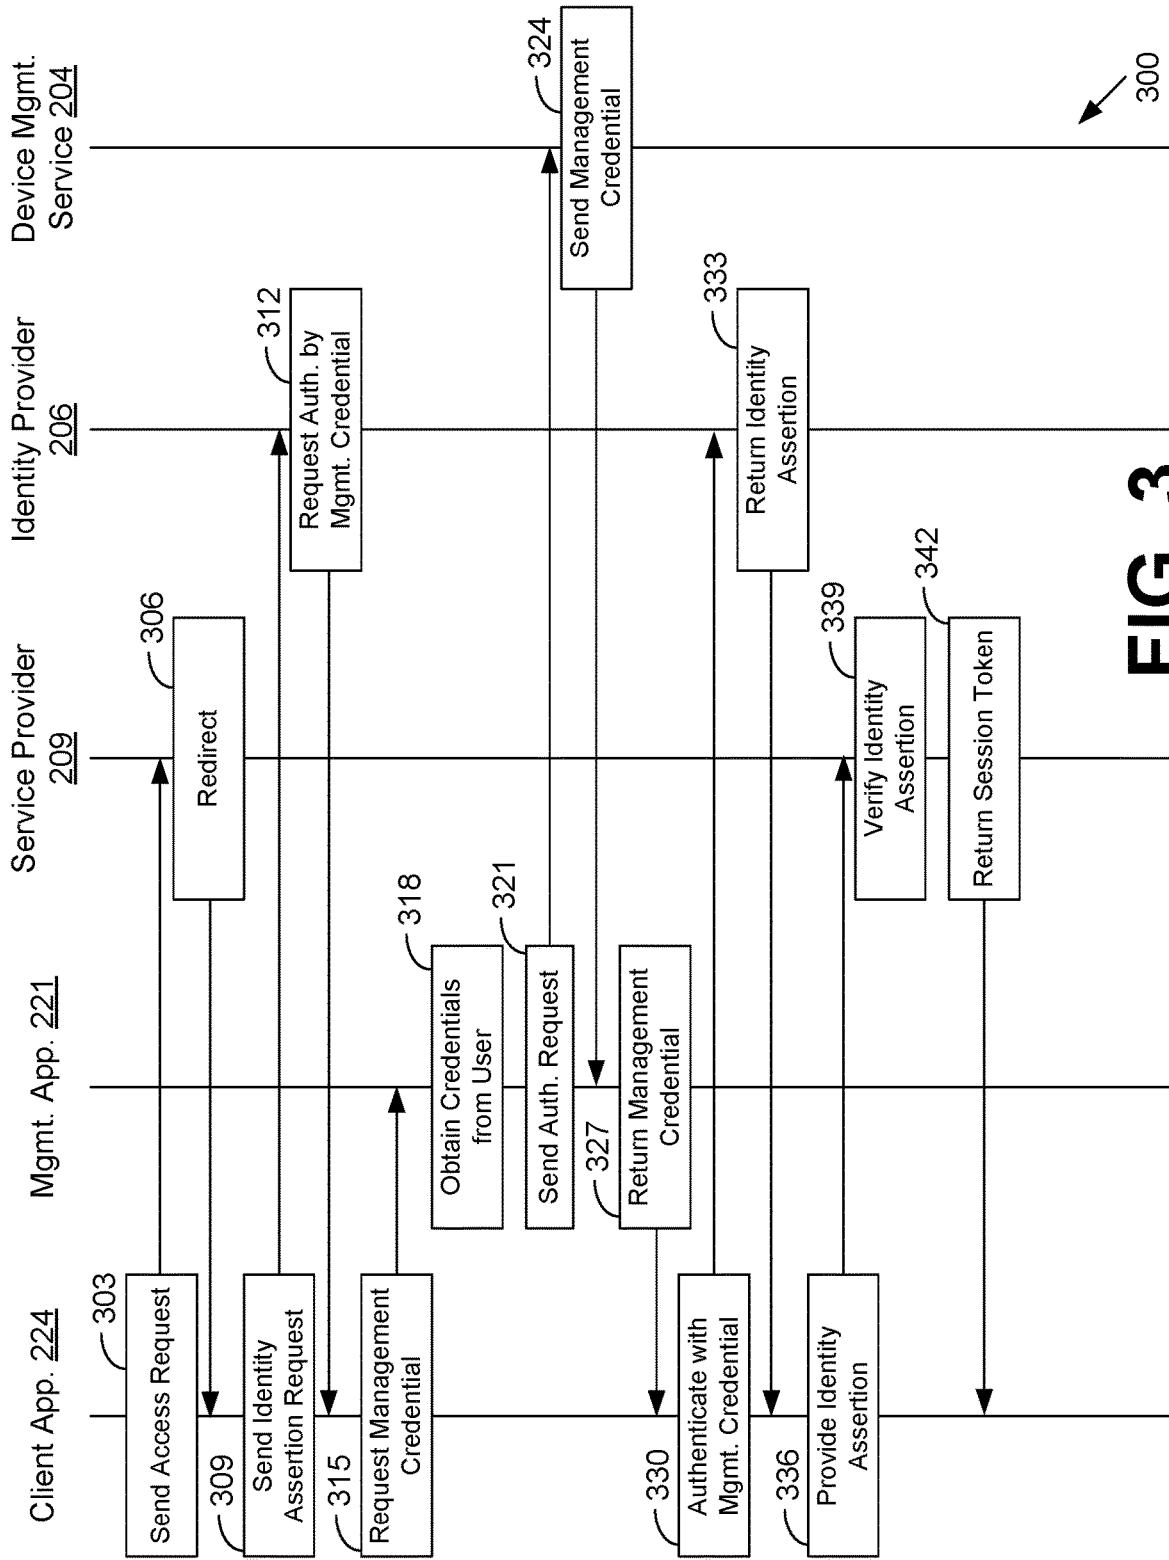 Client App. 224
Mgmt. App. 221
Service Provider
209
Identity Provider
206
Device Mgmt.
Service 204
303
Send Access Request
306
Redirect
309
Send Identity
Assertion Request
312
Request Auth. by
Mgmt. Credential
315
Request Management
Credential
318
Obtain Credentials
from User
321
Send Auth. Request
324
Send Management
Credential
327
Return Management
Credential
330
Authenticate with
Mgmt. Credential
333
Return Identity
Assertion
336
Provide Identity
Assertion
339
Verify Identity
Assertion
342
Return Session Token
300
FIG. 3